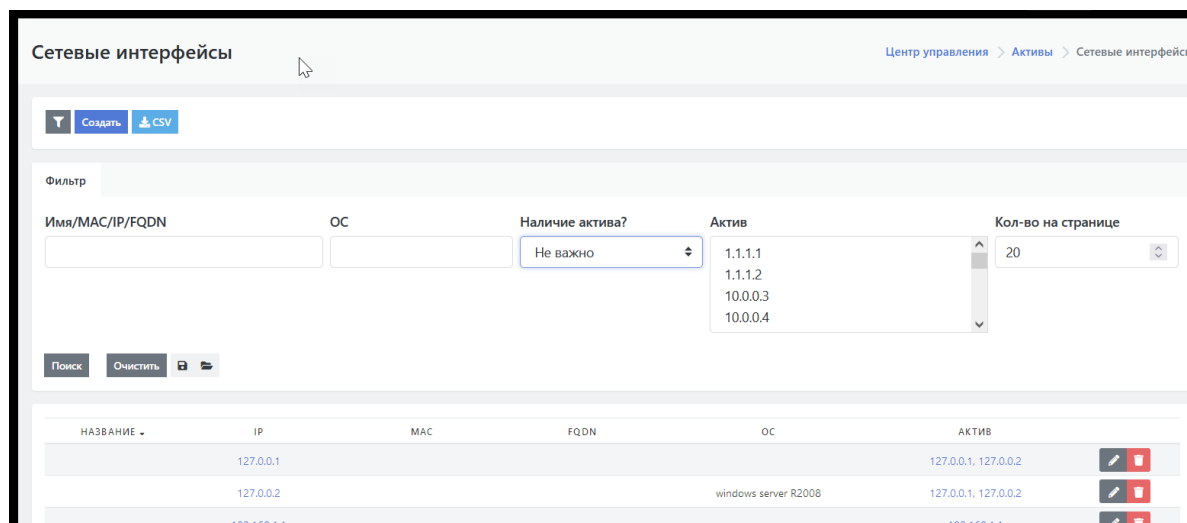 Сетевые интерфейсы
Центр управления > Активы > Сетевые интерфейс
Создать CSV
Фильтр
Имя/MAC/IP/FQDN ОС Наличие актива? Актив Кол-во на странице
Не важно 1.1.1.1 20
1.1.1.2
10.0.0.3
10.0.0.4
Поиск Очистить
НАЗВАНИЕ IP MAC FQDN ОС АКТИВ
127.0.0.1 127.0.0.1, 127.0.0.2
127.0.0.2 windows server R2008 127.0.0.1, 127.0.0.2